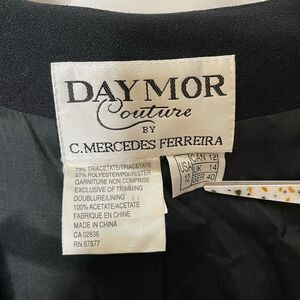 DAYMOR
Couture
BY
C. MERCEDES FERREIRA
73% TRIACETATE/TRIACETATE
27% POLYESTER/POLYESTER
GARNITURE NON COMPRISE
EXCLUSIVE OF TRIMMING
DOUBLURE/LINING
100% ACETATE/ACETATE
FABRIQUE EN CHINE
MADE IN CHINA
CA 02836
RN 67877
CAN 12
USA
UK 14
GER 40